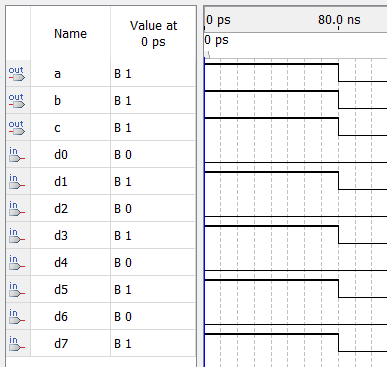 Name
Value at
0 ps
0 ps
80.0 ns
0 ps
out a B 1
out b B 1
out c B 1
in d0 B 0
in d1 B 1
in d2 B 0
in d3 B 1
in d4 B 0
in d5 B 1
in d6 B 0
in d7 B 1